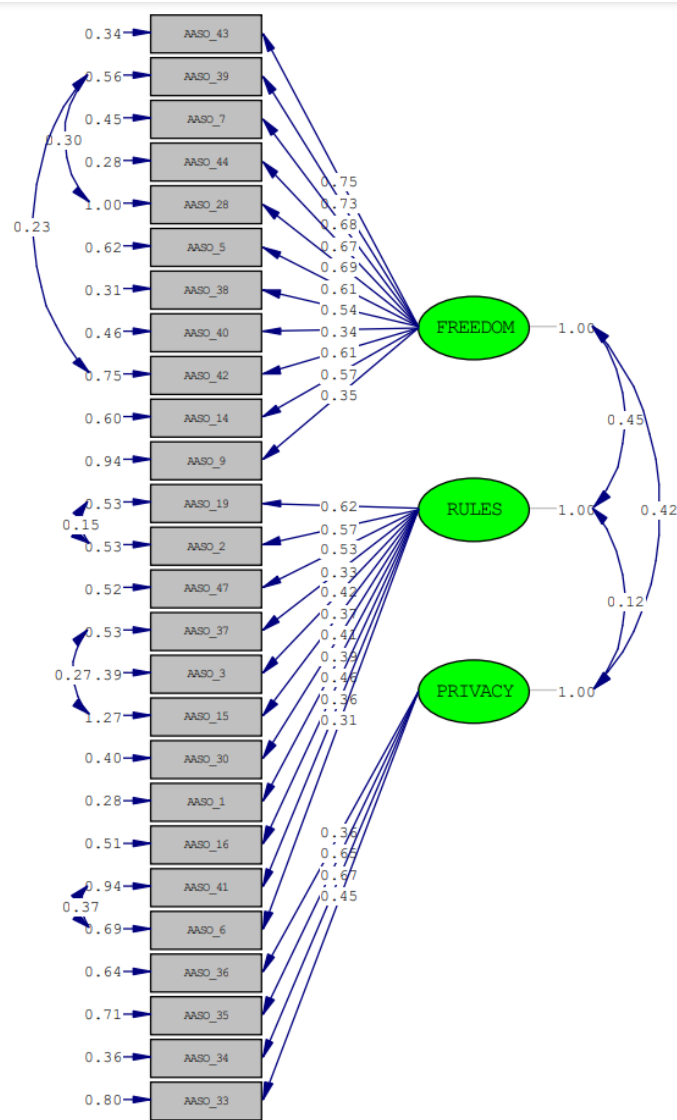 0.34 AASO_43
0.56 AASO_39
0.45 AASO_7
0.30
0.28 AASO_44
0.75
1.00 AASO_28
0.73
0.23
0.68
0.62 AASO_5
0.67
0.69
0.31 AASO_38
0.61
0.54
0.46 AASO_40
0.34
FREEDOM 1.00
0.61
0.75 AASO_42
0.57
0.35
0.60 AASO_14
0.45
0.94 AASO_9
0.53 AASO_19
0.62
RULES 1.00
0.42
0.15
0.57
0.53 AASO_2
0.53
0.33
0.52 AASO_47
0.42
0.12
0.37
0.53 AASO_37
0.41
0.39
0.27 .39 AASO_3
0.46
PRIVACY 1.00
0.36
1.27 AASO_15
0.31
0.40 AASO_30
0.28 AASO_1
0.36
0.51 AASO_16
0.65
0.67
0.94 AASO_41
0.45
0.37
0.69 AASO_6
0.64 AASO_36
0.71 AASO_35
0.36 AASO_34
0.80 AASO_33